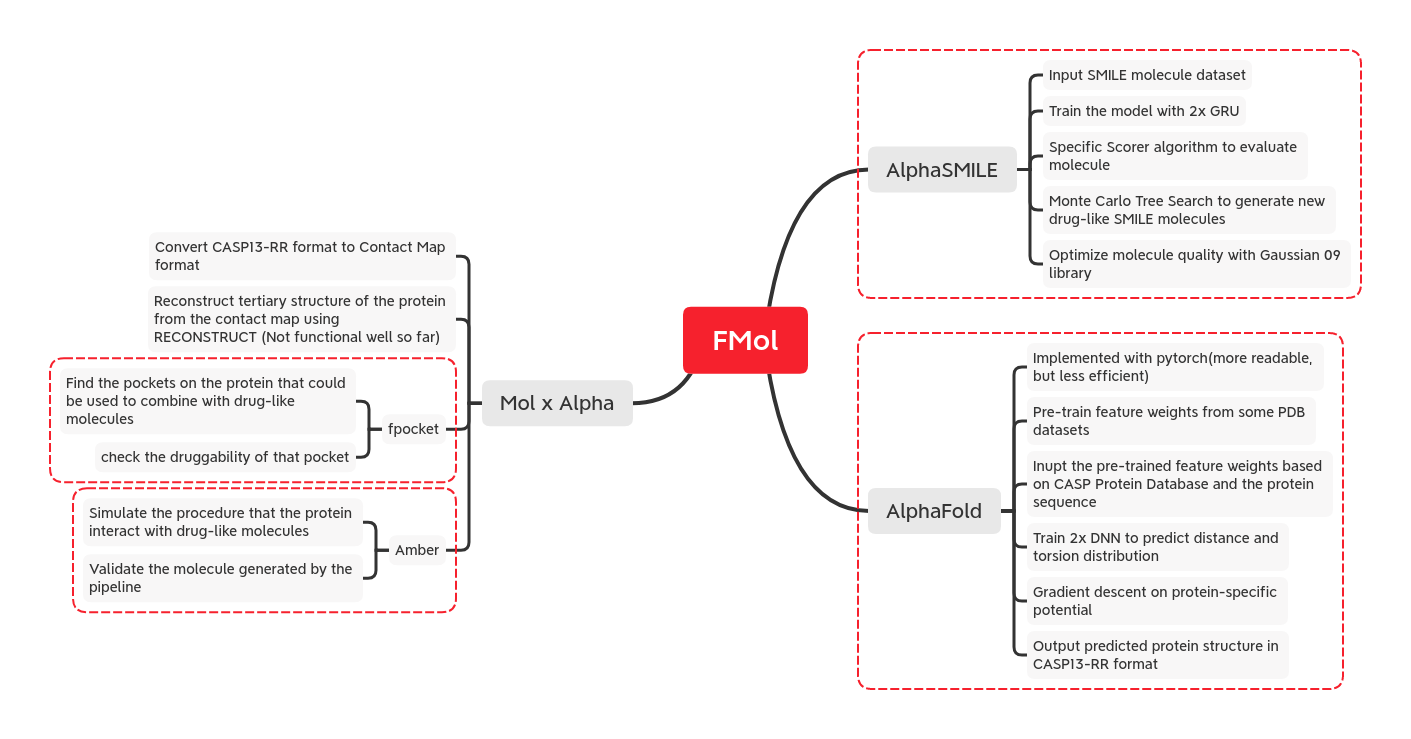 FMol
AlphaSMILE
Input SMILE molecule dataset
Train the model with 2x GRU
Specific Scorer algorithm to evaluate
molecule
Monte Carlo Tree Search to generate new
drug-like SMILE molecules
Optimize molecule quality with Gaussian 09
library
AlphaFold
Implemented with pytorch(more readable,
but less efficient)
Pre-train feature weights from some PDB
datasets
Inupt the pre-trained feature weights based
on CASP Protein Database and the protein
sequence
Train 2x DNN to predict distance and
torsion distribution
Gradient descent on protein-specific
potential
Output predicted protein structure in
CASP13-RR format
Mol x Alpha
Convert CASP13-RR format to Contact Map
format
Reconstruct tertiary structure of the protein
from the contact map using
RECONSTRUCT (Not functional well so far)
fpocket
Find the pockets on the protein that could
be used to combine with drug-like
molecules
check the druggability of that pocket
Amber
Simulate the procedure that the protein
interact with drug-like molecules
Validate the molecule generated by the
pipeline